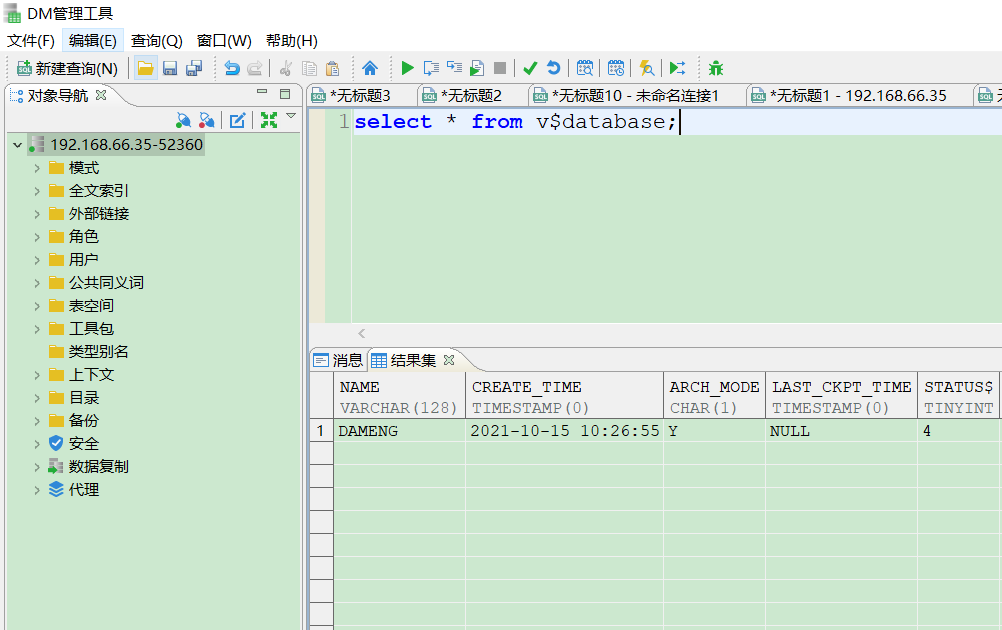 DM管理工具
文件(F) 编辑(E) 查询(Q) 窗口(W) 帮助(H)
新建查询(N)
对象导航
192.168.66.35-52360
模式
全文索引
外部链接
角色
用户
公共同义词
表空间
工具包
类型别名
上下文
目录
备份
安全
数据复制
代理
*无标题3 *无标题2 *无标题10 - 未命名连接1 *无标题1 - 192.168.66.35
1 select * from v$database;
消息 结果集
NAME CREATE_TIME ARCH_MODE LAST_CKPT_TIME STATUS$
VARCHAR(128) TIMESTAMP(0) CHAR(1) TIMESTAMP(0) TINYINT
1 DAMENG 2021-10-15 10:26:55 Y NULL 4